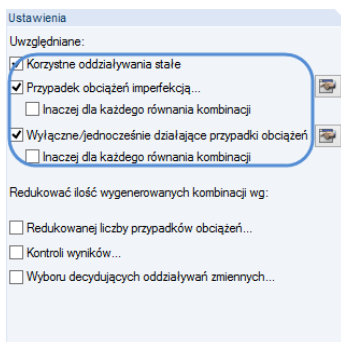 Ustawienia
Uwzględniane:
Korzystne oddziaływania stałe
Przypadek obciążeń imperfekcją...
Inaczej dla każdego równania kombinacji
Wyłączne/jednocześnie działające przypadki obciążeń
Inaczej dla każdego równania kombinacji
Redukować ilość wygenerowanych kombinacji wg:
Redukowanej liczby przypadków obciążeń...
Kontroli wyników...
Wyboru decydujących oddziaływań zmiennych...